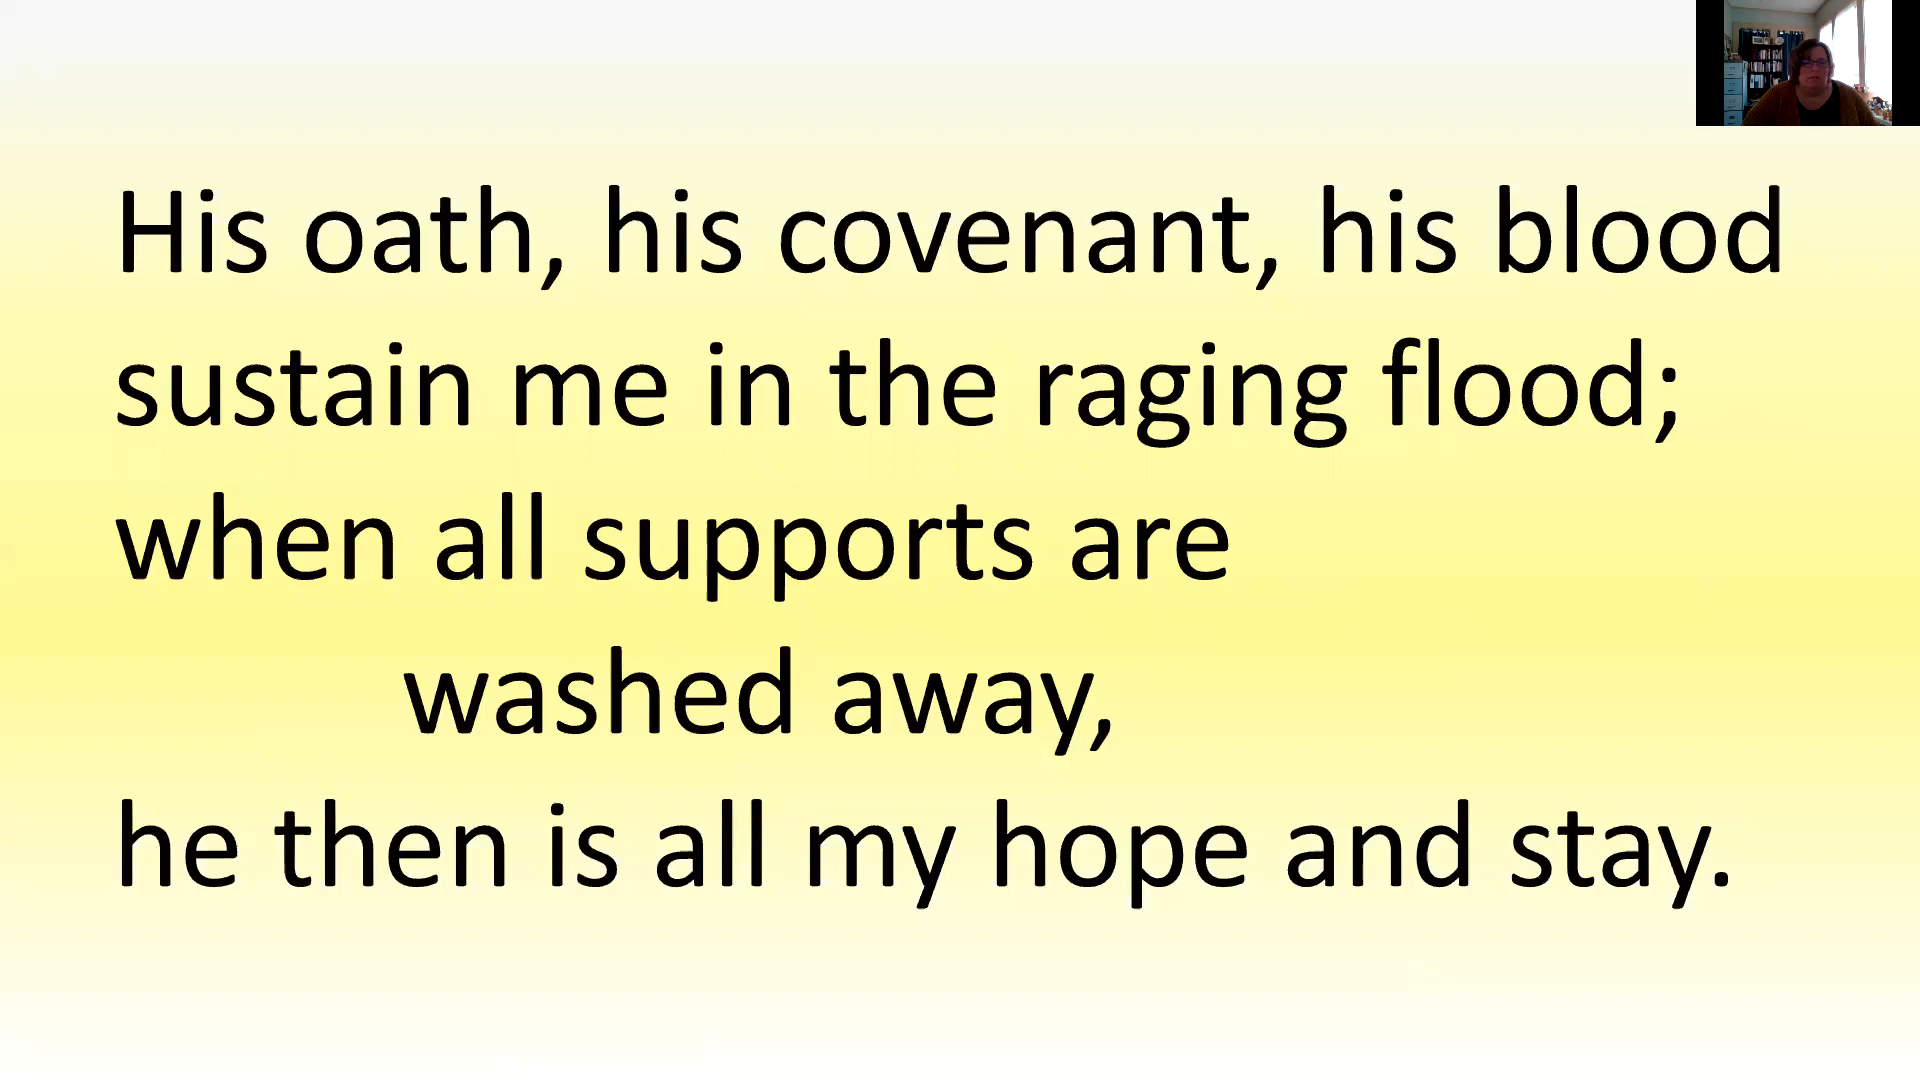 His oath, his covenant, his blood
sustain me in the raging flood;
when all supports are
washed away,
he then is all my hope and stay.